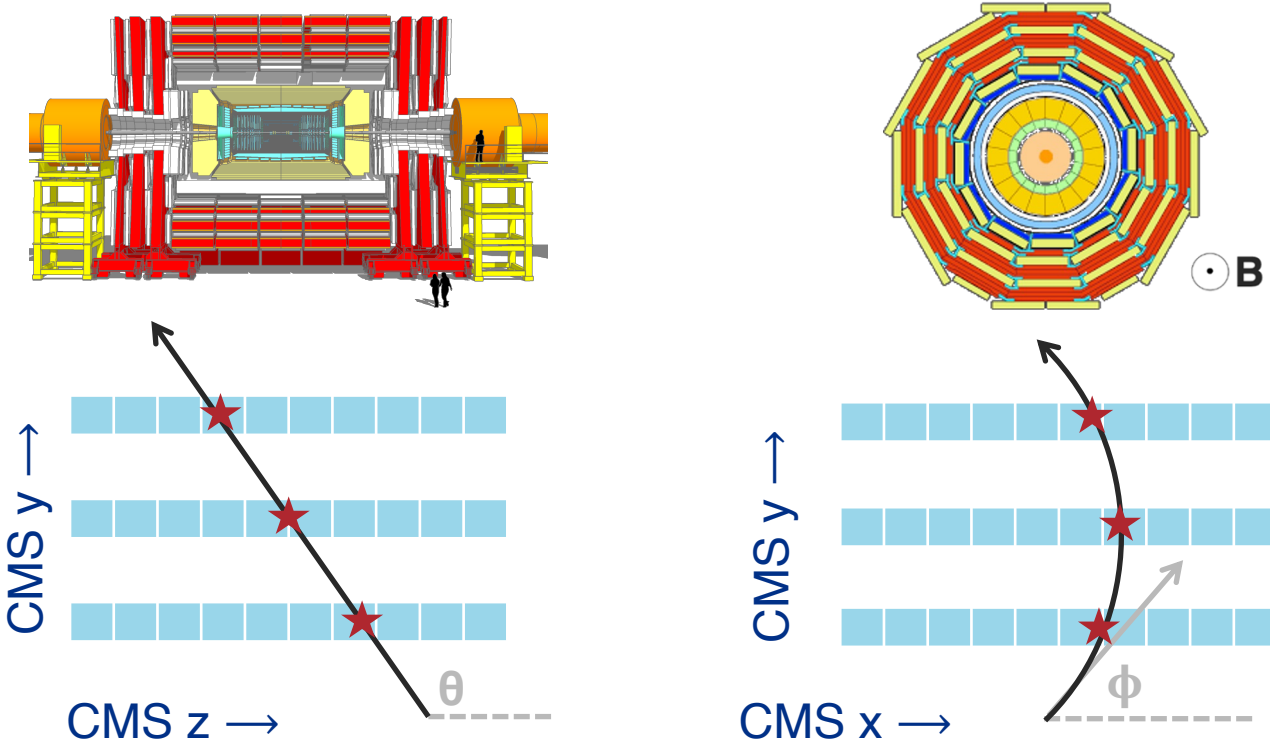 B
CMS y →
θ
CMS z →
CMS y →
ϕ
CMS x →